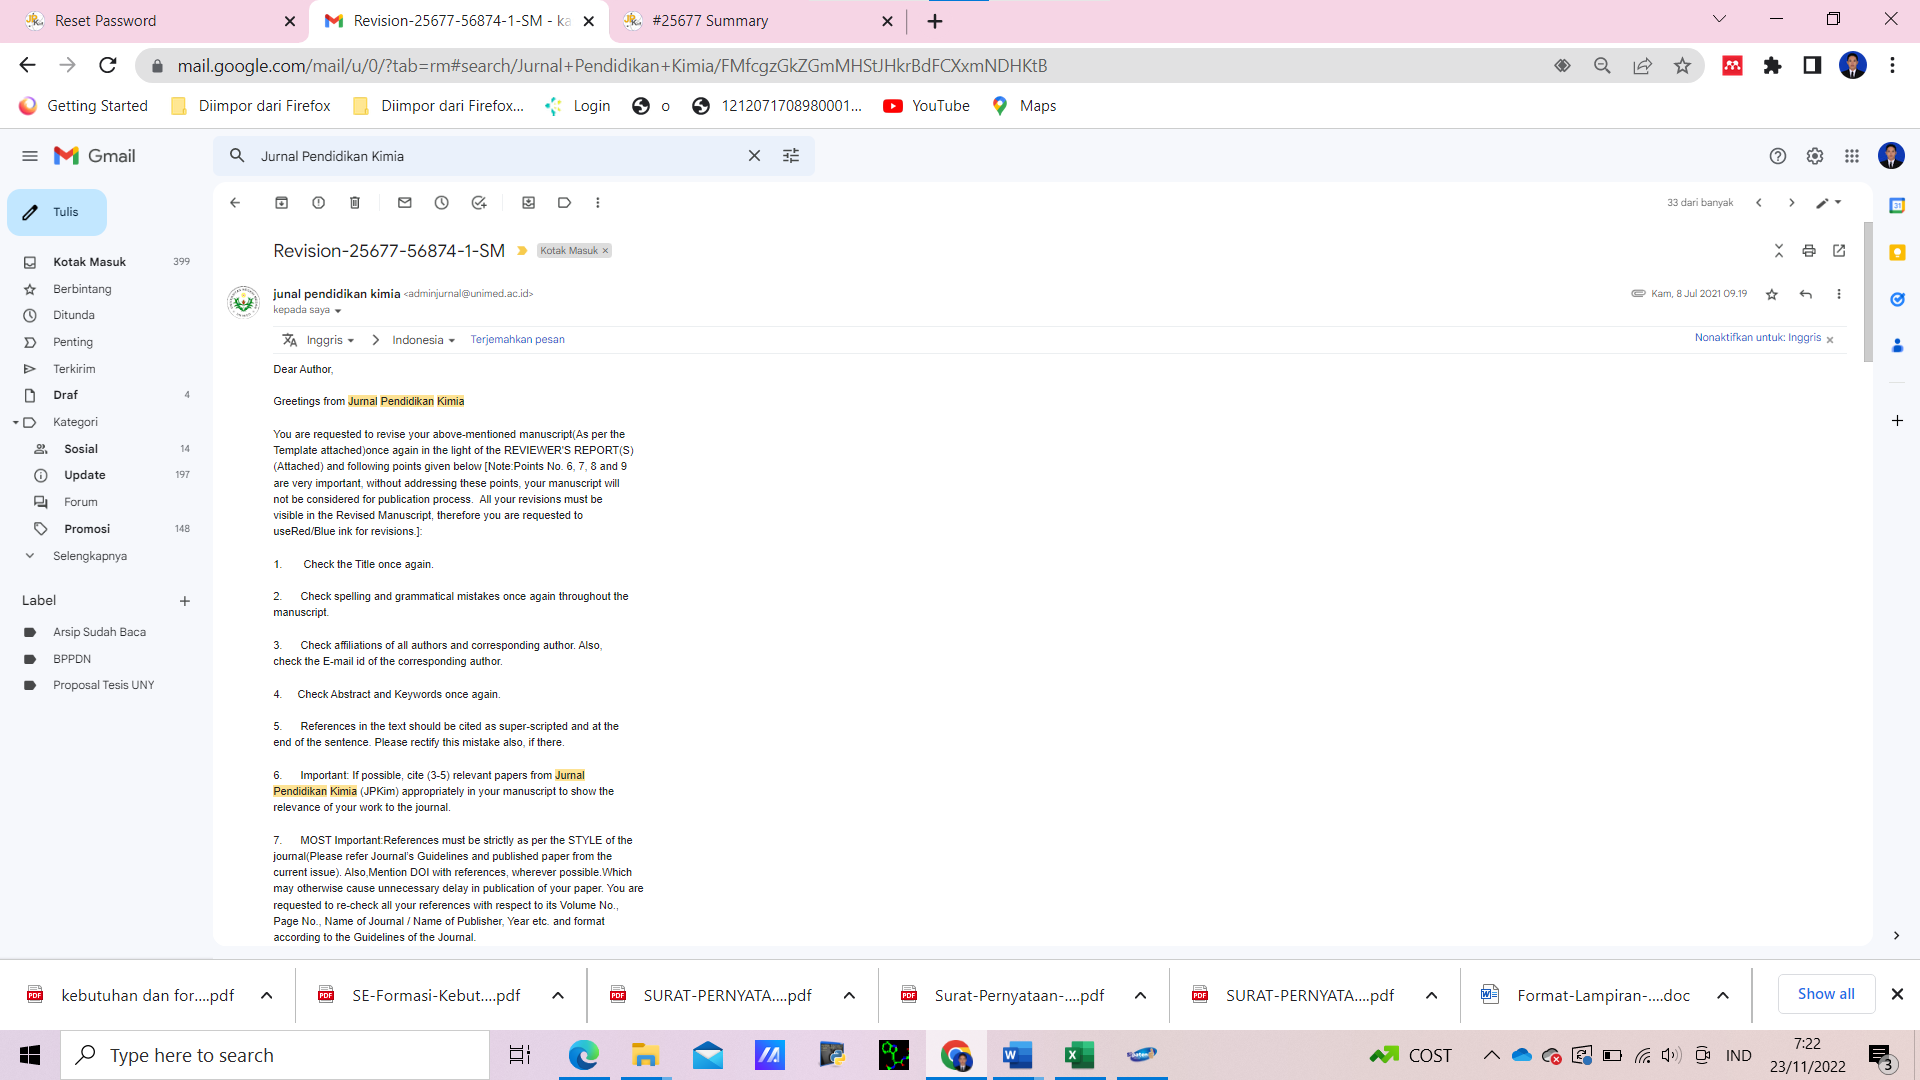 Reset Password
Revision-25677-56874-1-SM - ka
#25677 Summary
mail.google.com/mail/u/0/?tab=rm#search/Jurnal+Pendidikan+Kimia/FMfcgzGkZGmMHStJHkrBdFCXxmNDHKtB
Getting Started
Diimpor dari Firefox
Diimpor dari Firefox...
Login
o
1212071708980001...
YouTube
Maps
Gmail
Jurnal Pendidikan Kimia
Tulis
33 dari banyak
Kotak Masuk 399
Berbintang
Ditunda
Penting
Terkirim
Draf 4
Kategori
Sosial 14
Update 197
Forum
Promosi 148
Selengkapnya
Label
Arsip Sudah Baca
BPPDN
Proposal Tesis UNY
Revision-25677-56874-1-SM
Kotak Masuk ×
junal pendidikan kimia <adminjurnal@unimed.ac.id>
Kam, 8 Jul 2021 09.19
kepada saya
Inggris
Indonesia
Terjemahkan pesan
Nonaktifkan untuk: Inggris ×
Dear Author,
Greetings from Jurnal Pendidikan Kimia
You are requested to revise your above-mentioned manuscript(As per the
Template attached)once again in the light of the REVIEWER'S REPORT(S)
(Attached) and following points given below [Note:Points No. 6, 7, 8 and 9
are very important, without addressing these points, your manuscript will
not be considered for publication process.  All your revisions must be
visible in the Revised Manuscript, therefore you are requested to
useRed/Blue ink for revisions.]:
1. Check the Title once again.
2. Check spelling and grammatical mistakes once again throughout the
manuscript.
3. Check affiliations of all authors and corresponding author. Also,
check the E-mail id of the corresponding author.
4. Check Abstract and Keywords once again.
5. References in the text should be cited as super-scripted and at the
end of the sentence. Please rectify this mistake also, if there.
6. Important: If possible, cite (3-5) relevant papers from Jurnal
Pendidikan Kimia (JPKim) appropriately in your manuscript to show the
relevance of your work to the journal.
7. MOST Important:References must be strictly as per the STYLE of the
journal(Please refer Journal's Guidelines and published paper from the
current issue). Also,Mention DOI with references, wherever possible.Which
may otherwise cause unnecessary delay in publication of your paper. You are
requested to re-check all your references with respect to its Volume No.,
Page No., Name of Journal / Name of Publisher, Year etc. and format
according to the Guidelines of the Journal.
kebutuhan dan for....pdf
SE-Formasi-Kebut....pdf
SURAT-PERNYATA....pdf
Surat-Pernyataan-....pdf
SURAT-PERNYATA....pdf
Format-Lampiran-....doc
Show all
Type here to search
COST
IND
7:22
23/11/2022
3